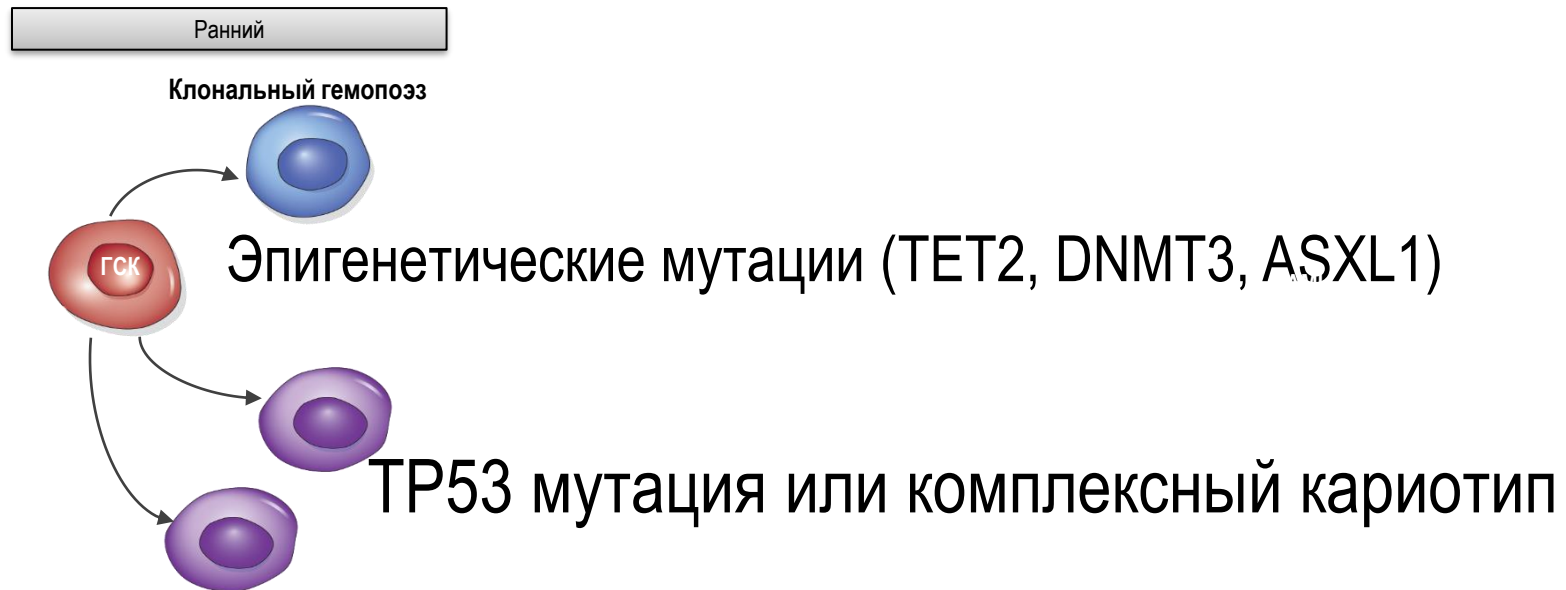 Ранний
Клональный гемопоэз
ГСК
Эпигенетические мутации (TET2, DNMT3, ASXL1)
TP53 мутация или комплексный кариотип